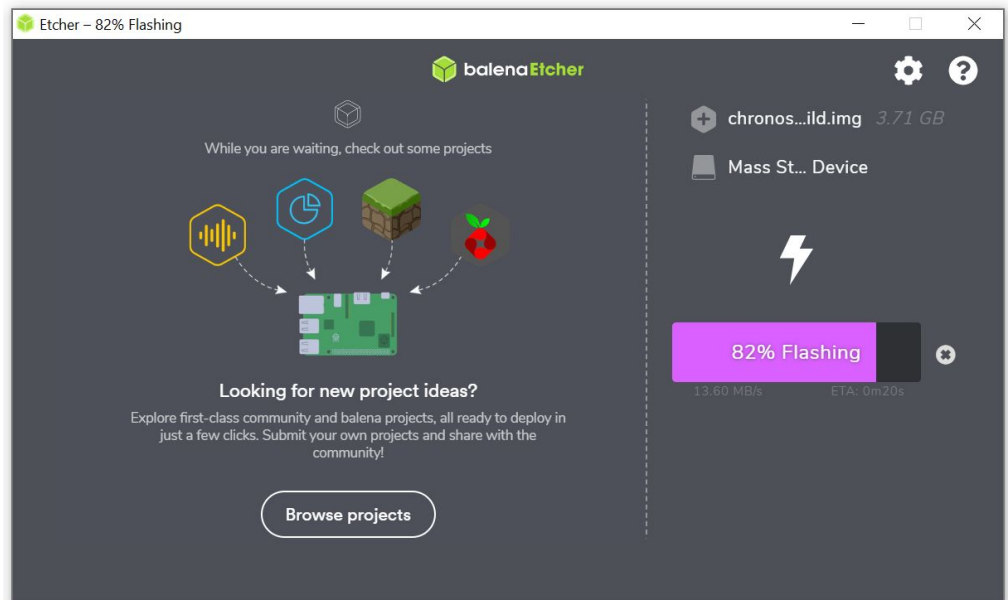 Etcher – 82% Flashing
balenaEtcher
While you are waiting, check out some projects
Looking for new project ideas?
Explore first-class community and balena projects, all ready to deploy in
just a few clicks. Submit your own projects and share with the
community!
Browse projects
chronos...ild.img 3.71 GB
Mass St... Device
82% Flashing
13.60 MB/s ETA: 0m20s